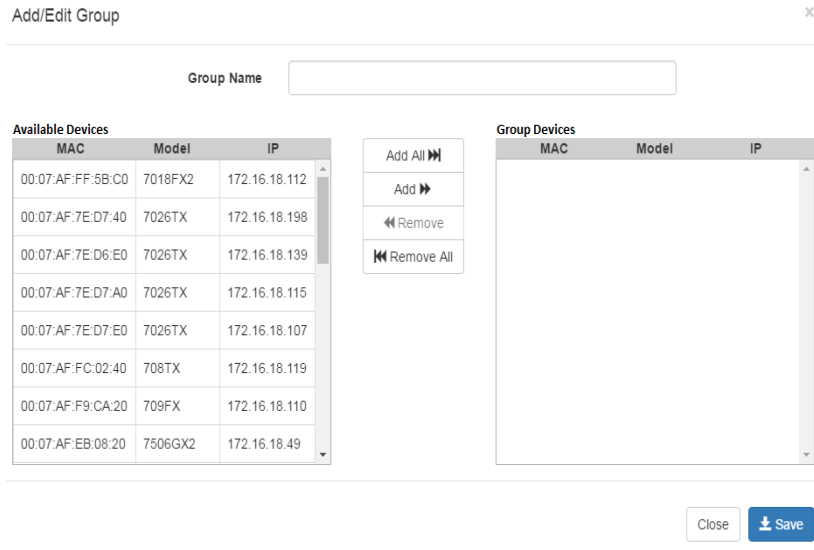 Add/Edit Group ×
Group Name
Available Devices
MAC Model IP
00:07:AF:FF:5B:C0 7018FX2 172.16.18.112
00:07:AF:7E:D7:40 7026TX 172.16.18.198
00:07:AF:7E:D6:E0 7026TX 172.16.18.139
00:07:AF:7E:D7:A0 7026TX 172.16.18.115
00:07:AF:7E:D7:E0 7026TX 172.16.18.107
00:07:AF:FC:02:40 708TX 172.16.18.119
00:07:AF:F9:CA:20 709FX 172.16.18.110
00:07:AF:EB:08:20 7506GX2 172.16.18.49
Add All
Add
Remove
Remove All
Group Devices
MAC Model IP
Close Save